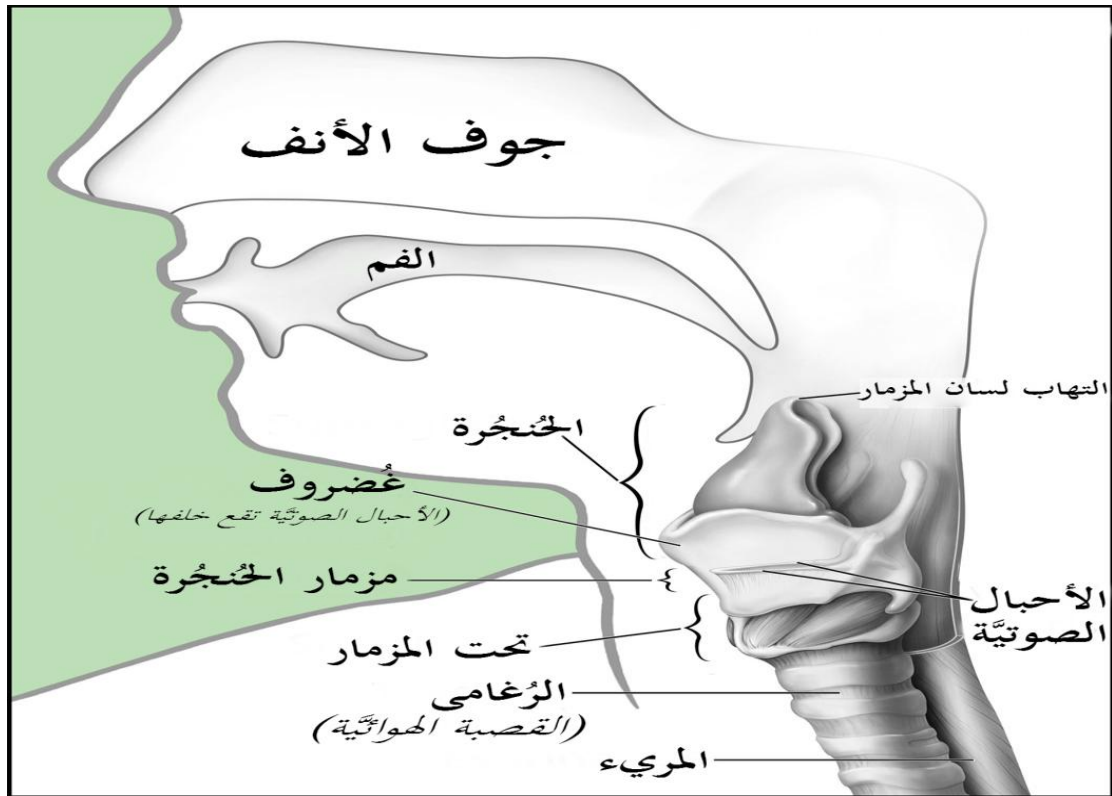 جوف الأنف
الفم
التهاب لسان المزمار
الحُنجُرة
غُضروف
(الأحبال الصوتيَّة تقع خلفها)
مزمار الحُنجُرة
الأحبال
الصوتيَّة
تحت المزمار
الرُغامى
(القصبة الهوائيَّة)
المريء